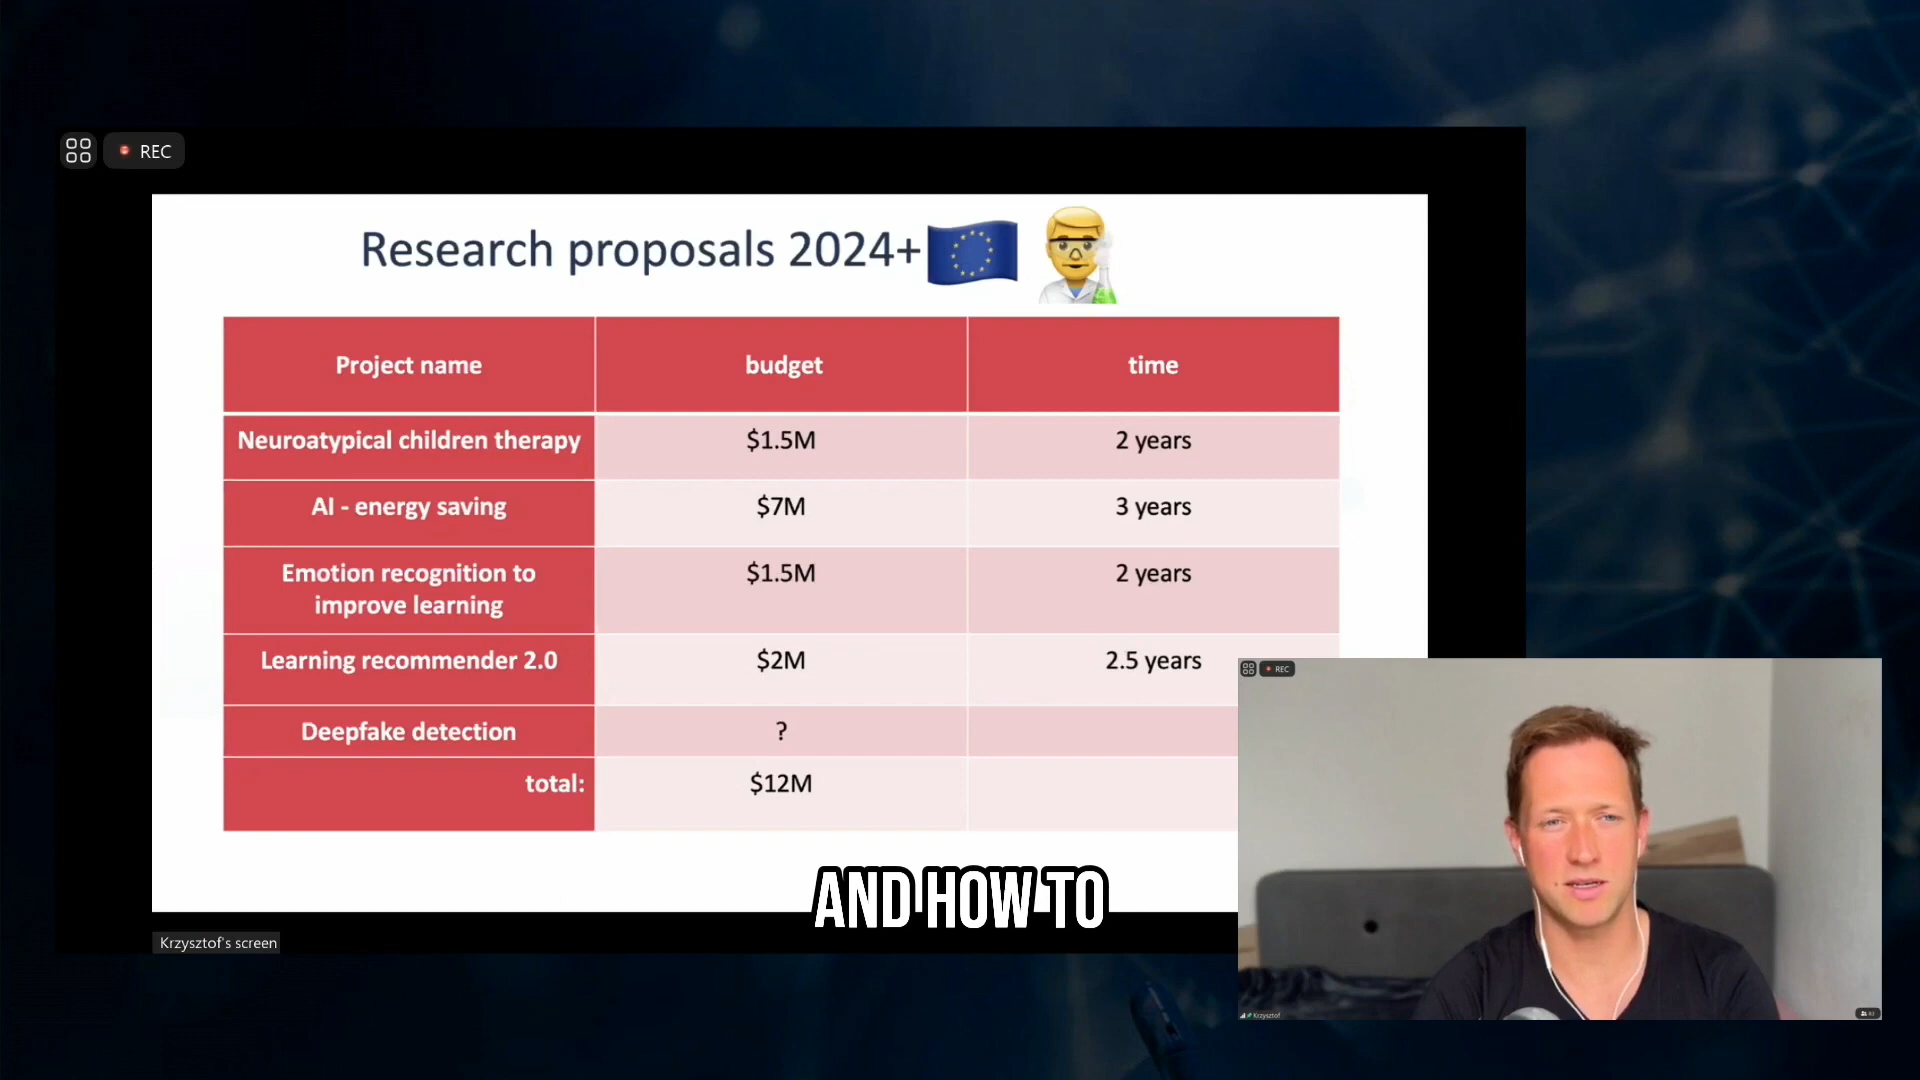 REC
Research proposals 2024+
Project name budget time
Neuroatypical children therapy $1.5M 2 years
AI - energy saving $7M 3 years
Emotion recognition to
improve learning $1.5M 2 years
Learning recommender 2.0 $2M 2.5 years
Deepfake detection ?
total: $12M
AND HOW TO
Krzysztof's screen
REC
Krzysztof